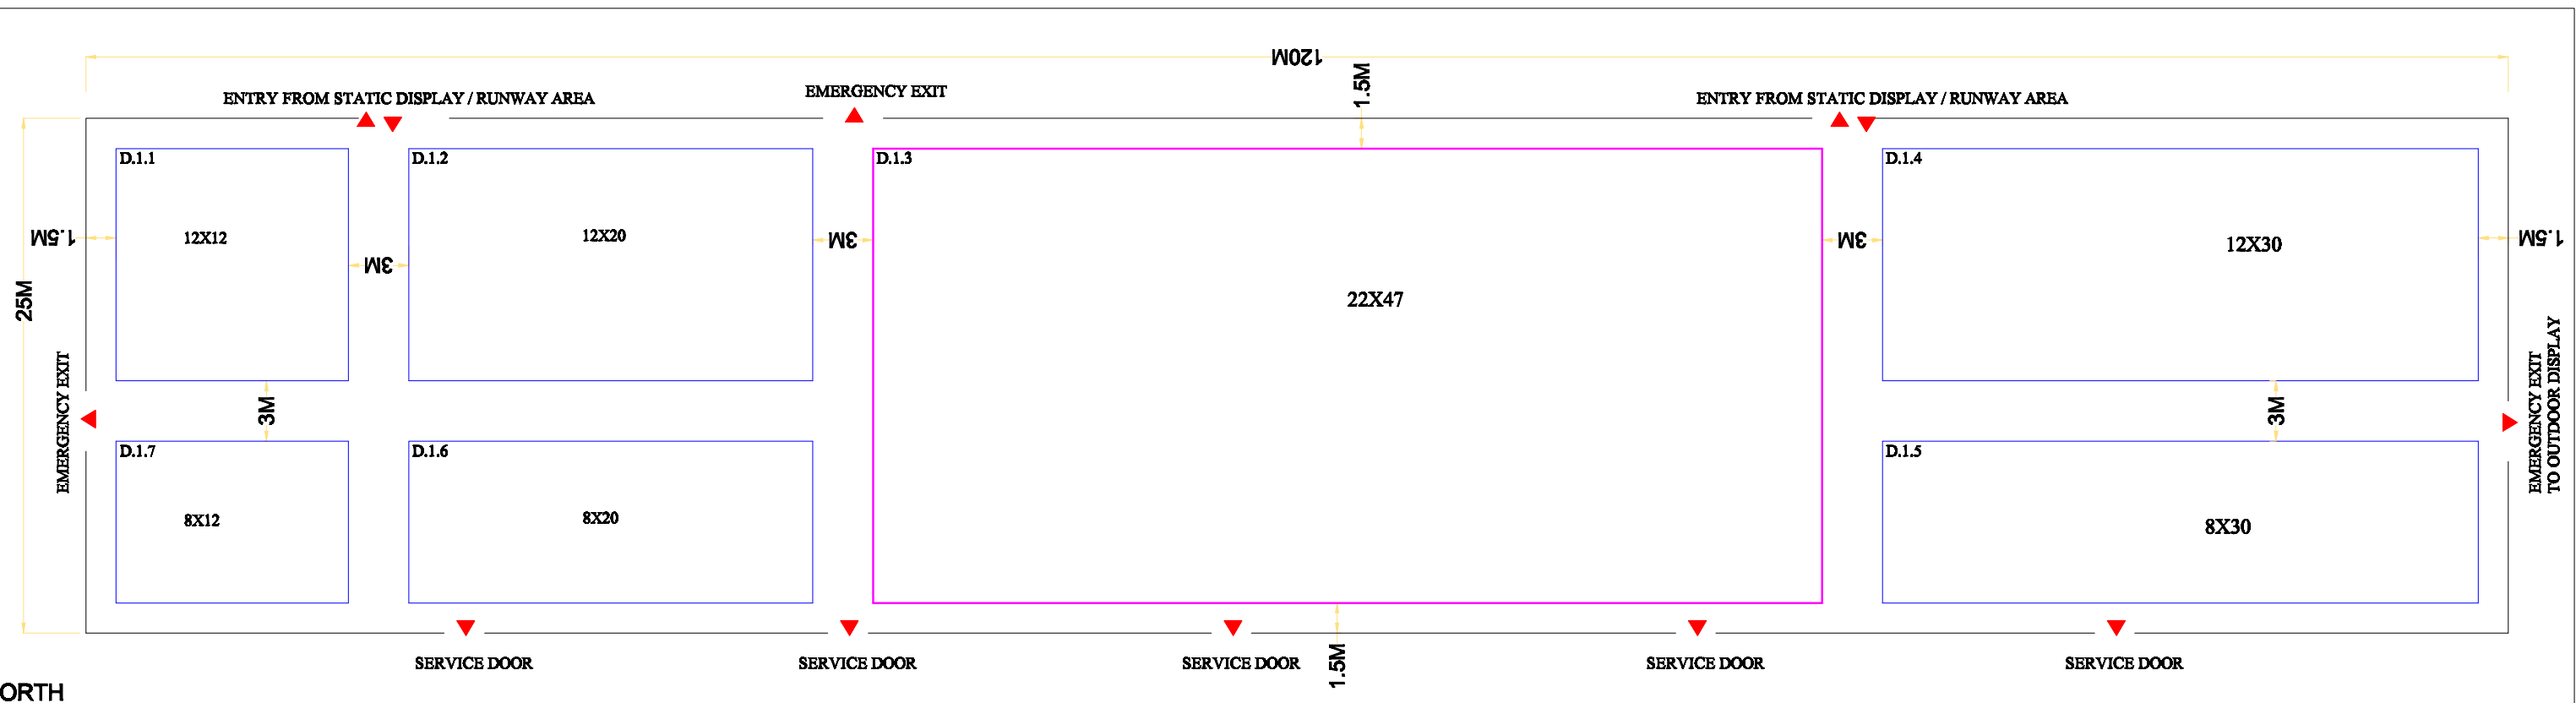 120M
1.5M
ENTRY FROM STATIC DISPLAY / RUNWAY AREA
EMERGENCY EXIT
ENTRY FROM STATIC DISPLAY / RUNWAY AREA
D.1.1
D.1.2
D.1.3
D.1.4
1.5M
12X12
12X20
3M
3M
12X30
1.5M
3M
25M
22X47
EMERGENCY EXIT
3M
3M
EMERGENCY EXIT
TO OUTDOOR DISPLAY
D.1.7
D.1.6
D.1.5
8X12
8X20
8X30
SERVICE DOOR
SERVICE DOOR
SERVICE DOOR
1.5M
SERVICE DOOR
SERVICE DOOR
ORTH